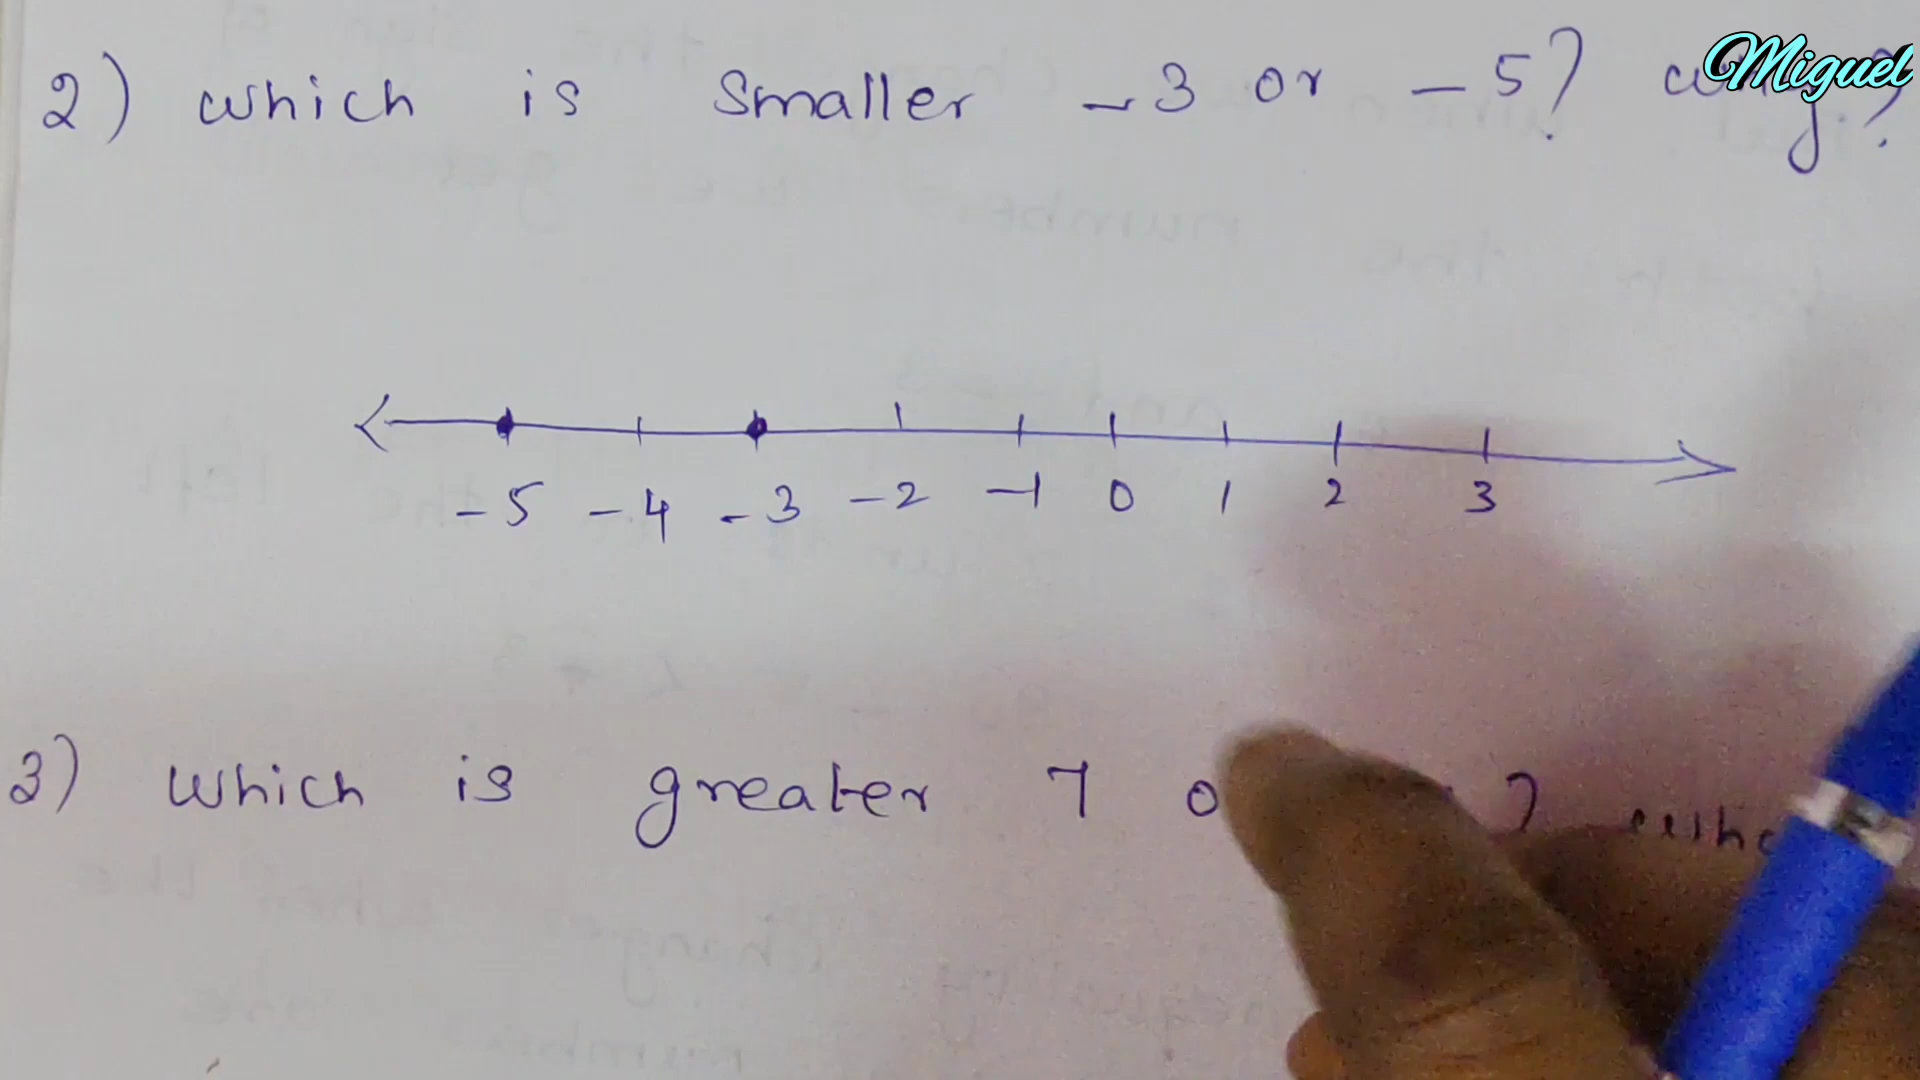 2) which is smaller -3 or -5? why?
Miguel
-5 -4 -3 -2 -1 0 1 2 3
3) which is greater 7 ?